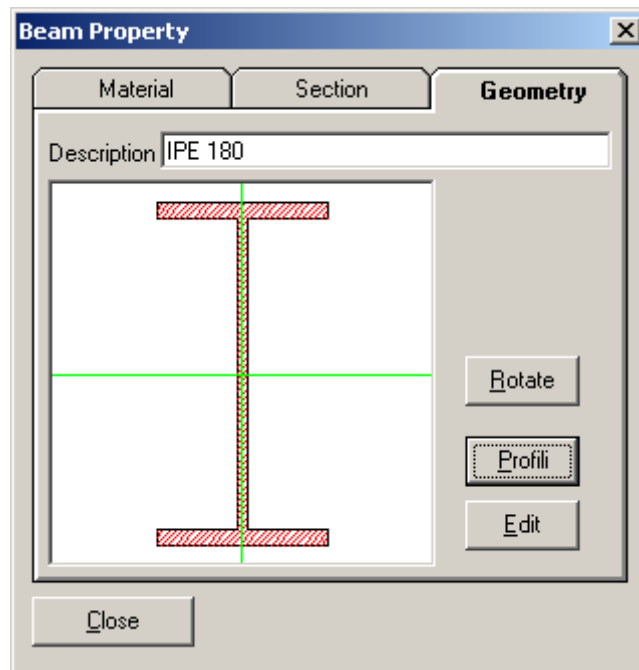 Beam Property
Material Section Geometry
Description IPE 180
Rotate
Profili
Edit
Close